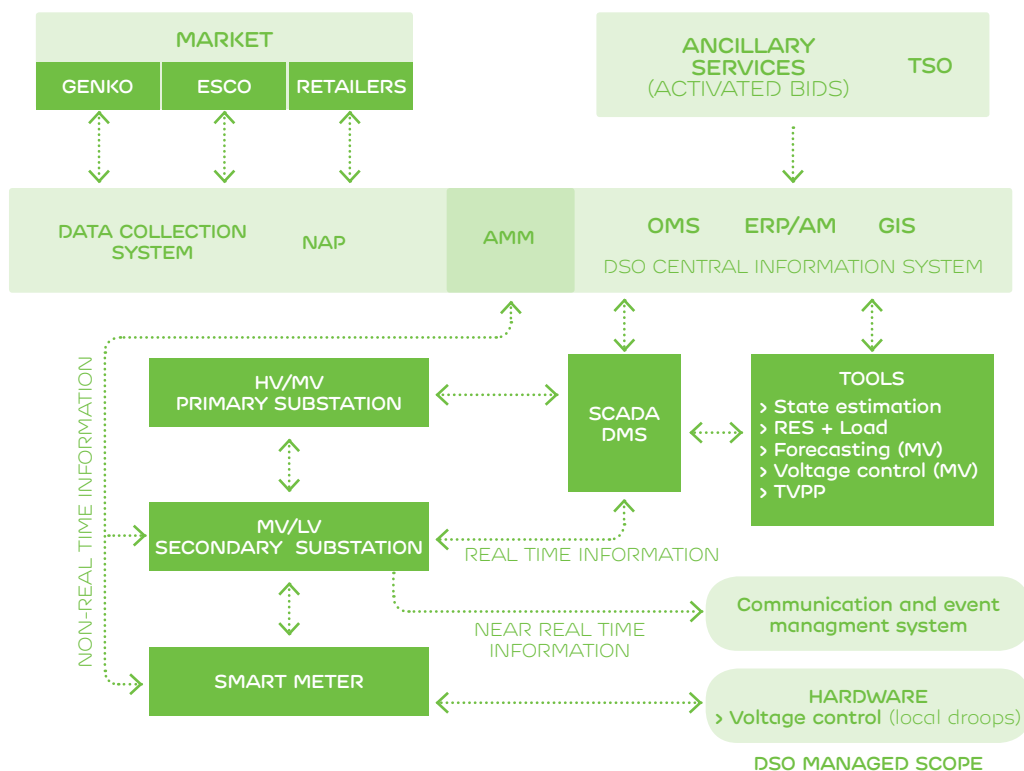 MARKET
GENKO
ESCO
RETAILERS
ANCILLARY
SERVICES
(ACTIVATED BIDS)
TSO
DATA COLLECTION
SYSTEM
NAP
AMM
OMS
ERP/AM
GIS
DSO CENTRAL INFORMATION SYSTEM
NON-REAL TIME INFORMATION
HV/MV
PRIMARY SUBSTATION
SCADA
DMS
TOOLS
› State estimation
› RES + Load
› Forecasting (MV)
› Voltage control (MV)
› TVPP
MV/LV
SECONDARY SUBSTATION
REAL TIME INFORMATION
NEAR REAL TIME
INFORMATION
Communication and event
managment system
SMART METER
HARDWARE
› Voltage control (local droops)
DSO MANAGED SCOPE